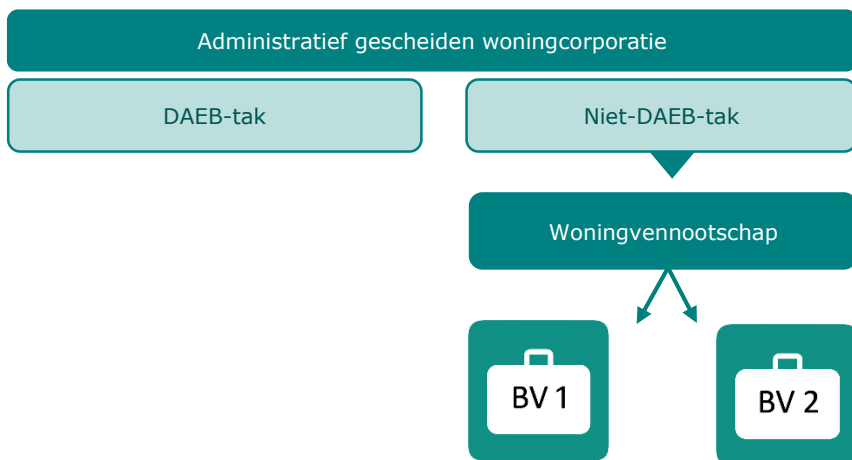 Administratief gescheiden woningcorporatie
DAEB-tak
Niet-DAEB-tak
Woningvennootschap
BV 1
BV 2